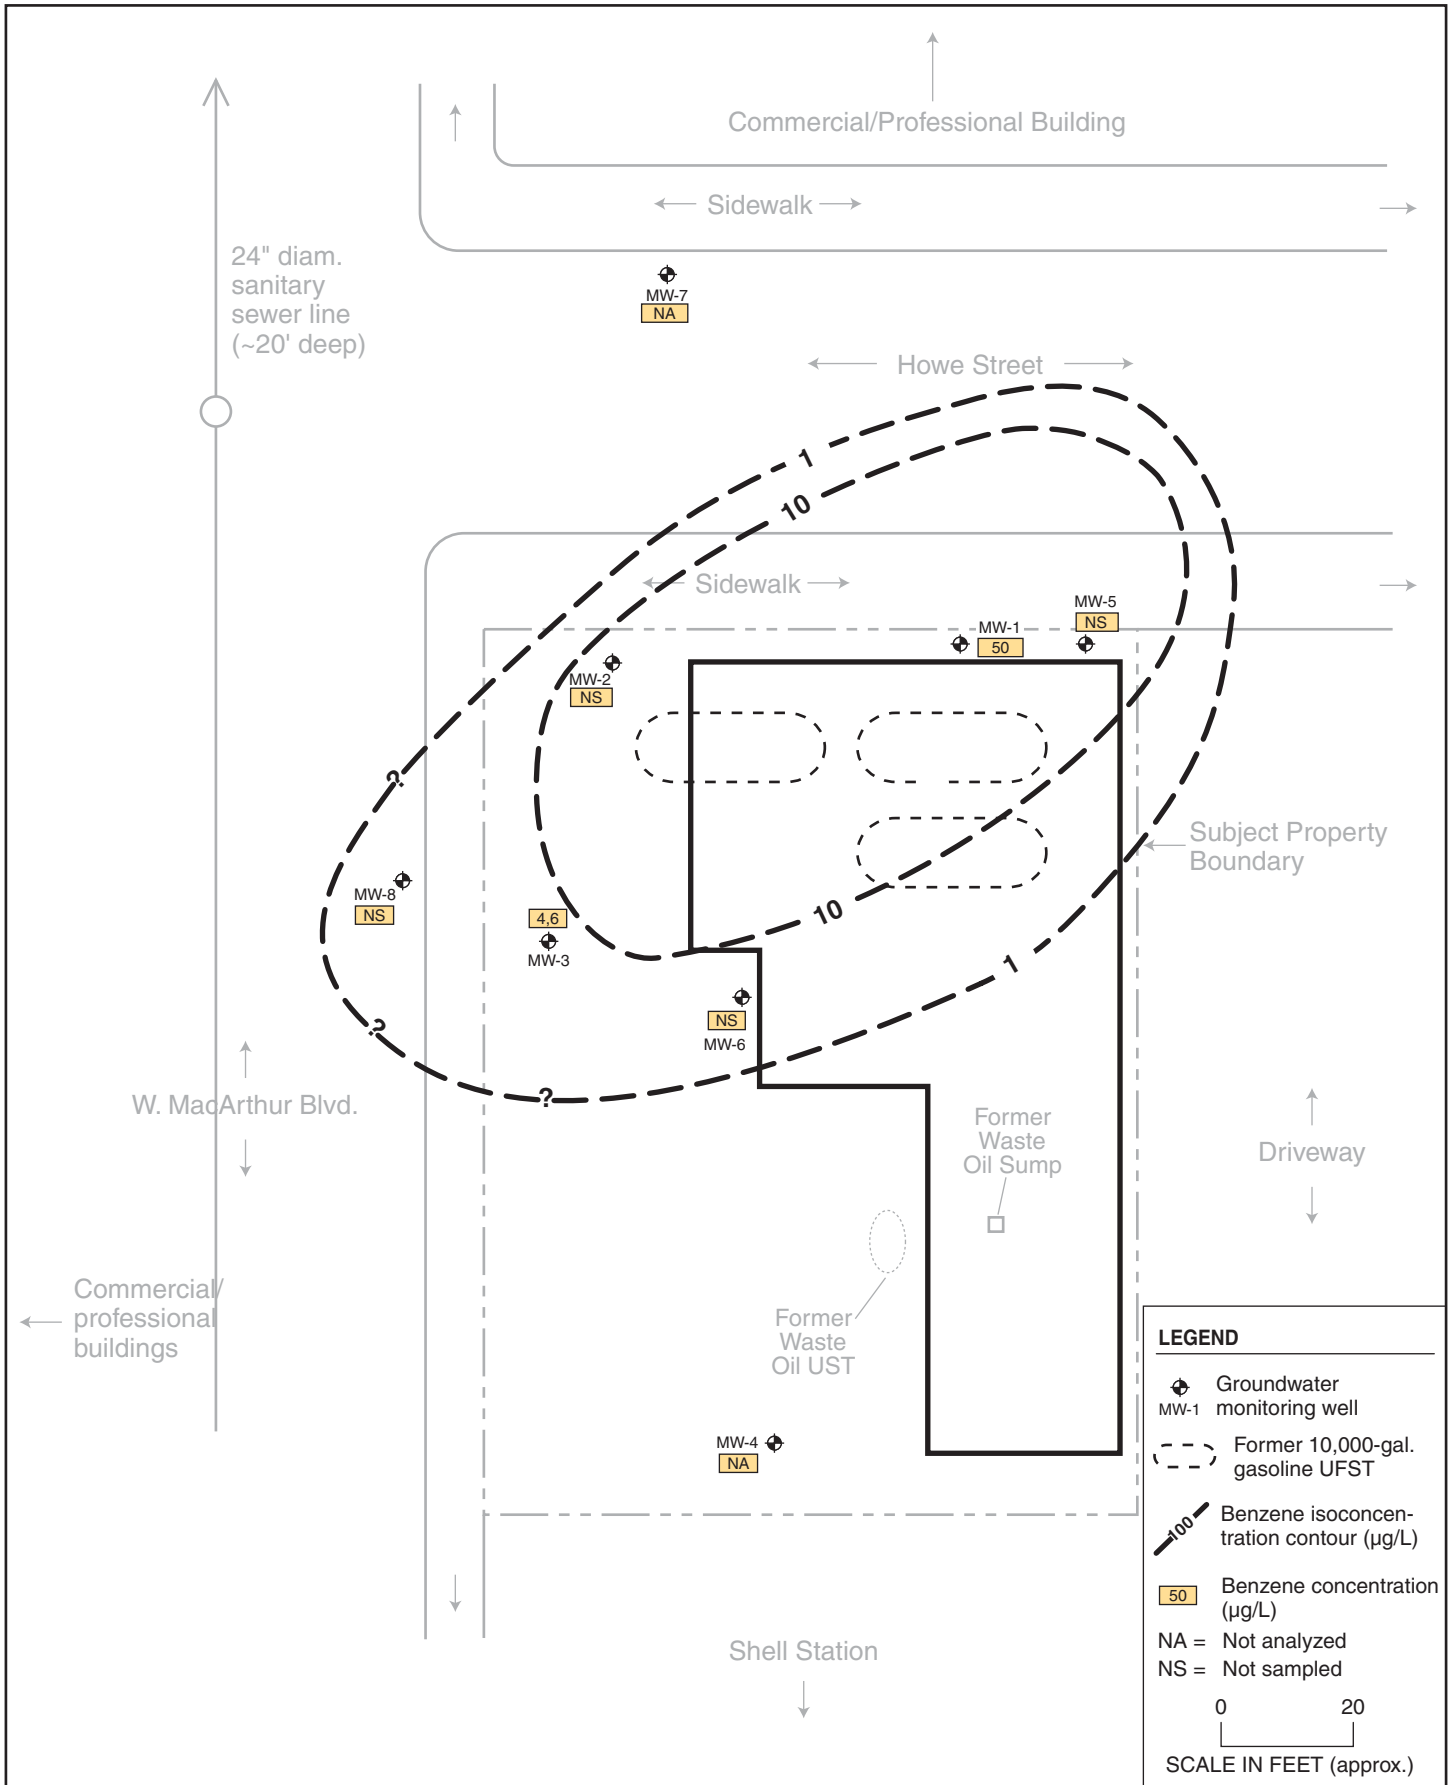 Commercial/Professional Building
Sidewalk
24" diam.
sanitary
sewer line
(~20' deep)
MW-7
NA
Howe Street
1
10
Sidewalk
MW-5
NS
MW-1
50
MW-2
NS
?
Subject Property
Boundary
MW-8
NS
4,6
MW-3
10
1
NS
MW-6
?
?
W. MacArthur Blvd.
Former
Waste
Oil Sump
Driveway
Commercial/
professional
buildings
Former
Waste
Oil UST
MW-4
NA
Shell Station
LEGEND
MW-1
Groundwater
monitoring well
Former 10,000-gal.
gasoline UFST
100
Benzene isoconcen-
tration contour (µg/L)
50
Benzene concentration
(µg/L)
NA = Not analyzed
NS = Not sampled
0 20
SCALE IN FEET (approx.)